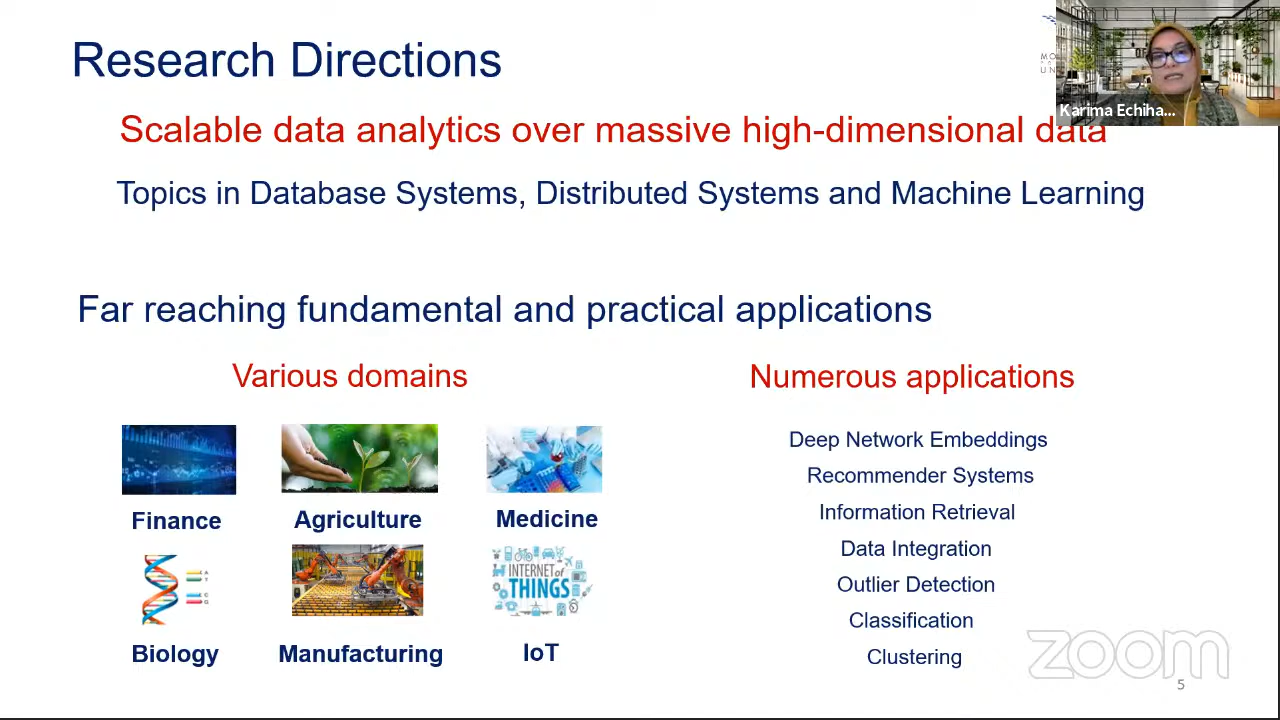 Research Directions
MO
UN
Karima Echiha...
Scalable data analytics over massive high-dimensional data
Topics in Database Systems, Distributed Systems and Machine Learning
Far reaching fundamental and practical applications
Various domains
Numerous applications
Finance
Agriculture
Medicine
INTERNET of
THINGS
A
T
C
G
Biology
Manufacturing
IoT
Deep Network Embeddings
Recommender Systems
Information Retrieval
Data Integration
Outlier Detection
Classification
Clustering
zoom
5